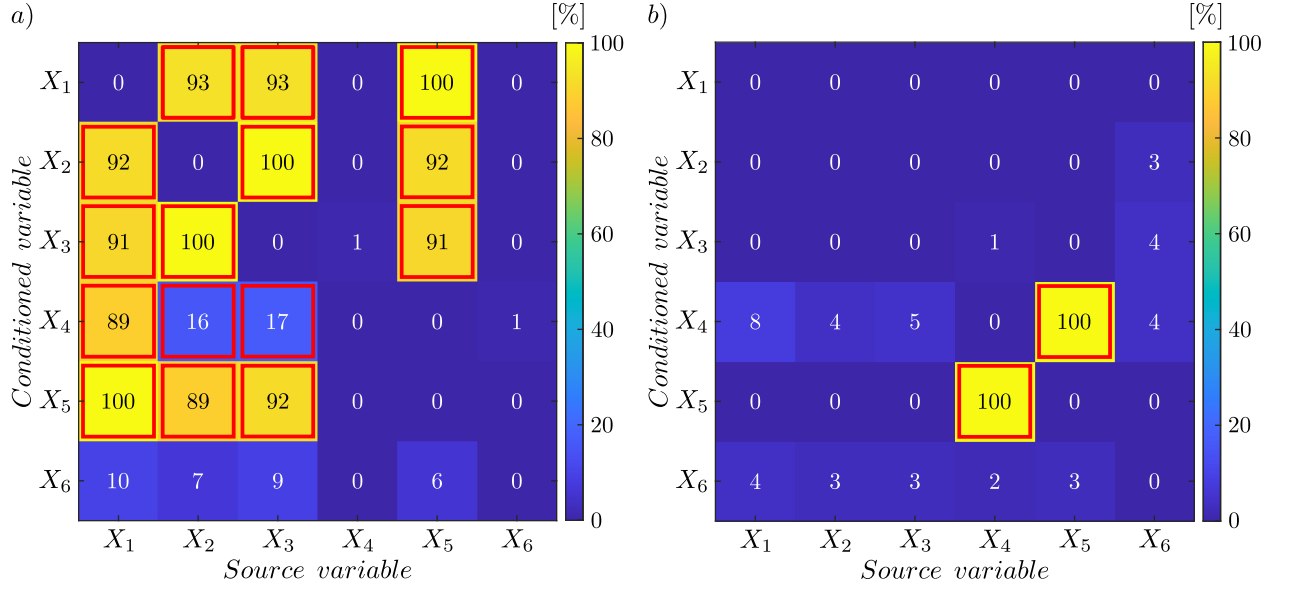 a) [%]
X₁ 0 93 93 0 100 0
X₂ 92 0 100 0 92 0
X₃ 91 100 0 1 91 0
X₄ 89 16 17 0 0 1
X₅ 100 89 92 0 0 0
X₆ 10 7 9 0 6 0
X₁ X₂ X₃ X₄ X₅ X₆
Source variable
Conditioned variable
100
80
60
40
20
0
b) [%]
X₁ 0 0 0 0 0 0
X₂ 0 0 0 0 0 3
X₃ 0 0 0 1 0 4
X₄ 8 4 5 0 100 4
X₅ 0 0 0 100 0 0
X₆ 4 3 3 2 3 0
X₁ X₂ X₃ X₄ X₅ X₆
Source variable
Conditioned variable
100
80
60
40
20
0